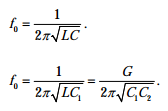 f₀ = 1 / (2π√(LC)).
f₀ = 1 / (2π√(LC₁)) = G / (2π√(C₁C₂)).